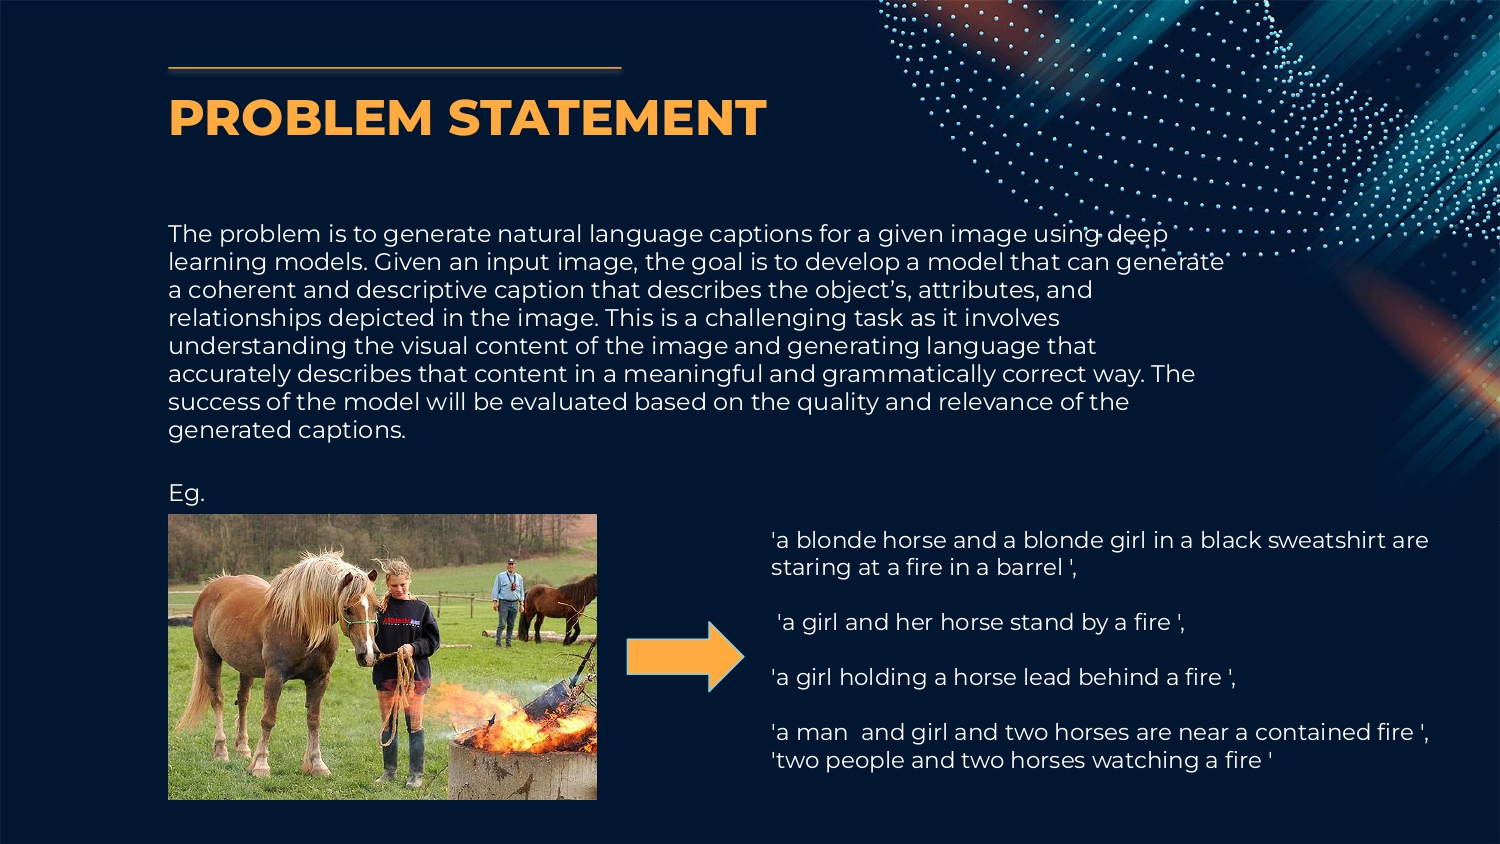 PROBLEM STATEMENT
The problem is to generate natural language captions for a given image using deep
learning models. Given an input image, the goal is to develop a model that can generate
a coherent and descriptive caption that describes the object’s, attributes, and
relationships depicted in the image. This is a challenging task as it involves
understanding the visual content of the image and generating language that
accurately describes that content in a meaningful and grammatically correct way. The
success of the model will be evaluated based on the quality and relevance of the
generated captions.
Eg.
'a blonde horse and a blonde girl in a black sweatshirt are
staring at a fire in a barrel ',
'a girl and her horse stand by a fire ',
'a girl holding a horse lead behind a fire ',
'a man  and girl and two horses are near a contained fire ',
'two people and two horses watching a fire '